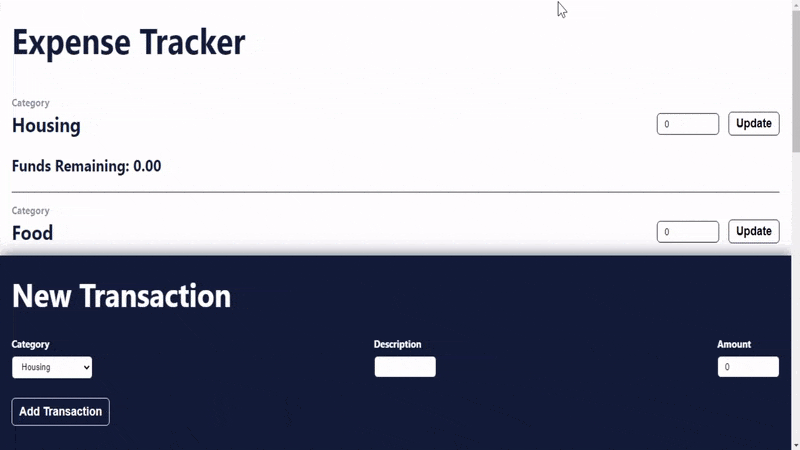 Expense Tracker
Category
Housing
0 Update
Funds Remaining: 0.00
Category
Food
0 Update
New Transaction
Category Description Amount
Housing 0
Add Transaction